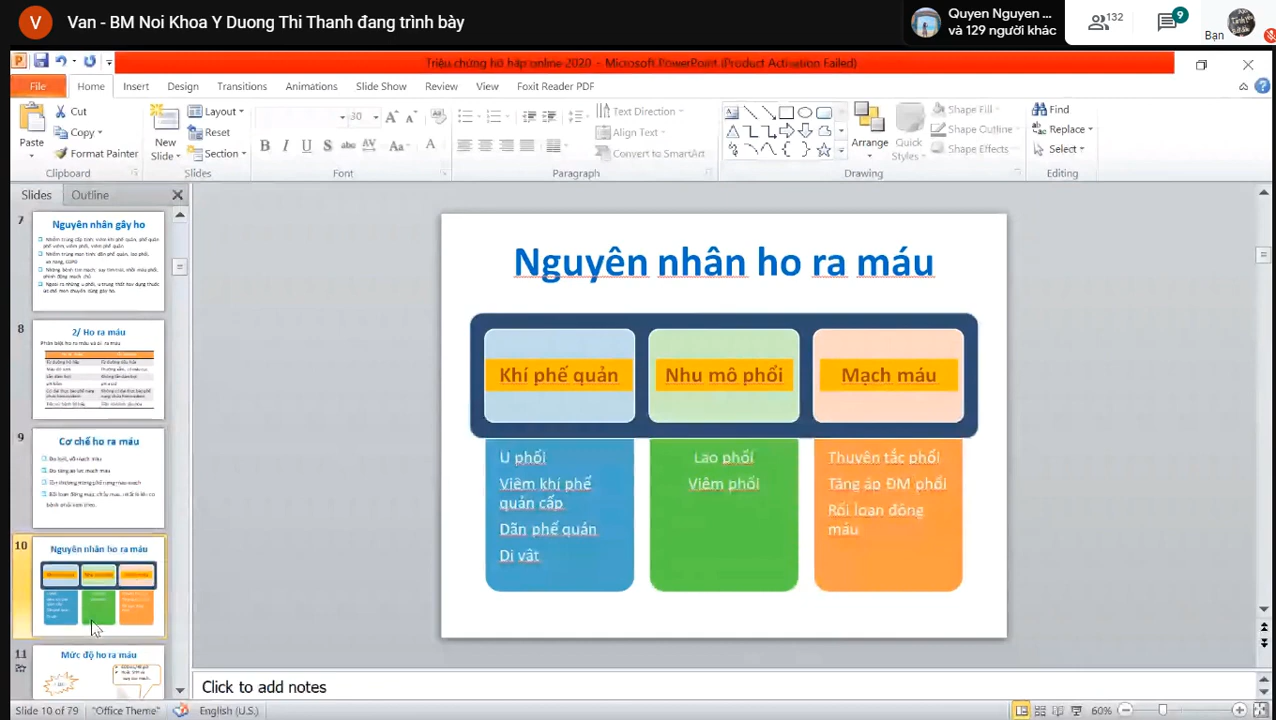 V
Van - BM Noi Khoa Y Duong Thi Thanh đang trình bày
Quyen Nguyen ...
và 129 người khác
132
9
Bạn
Triệu chứng hô hấp online 2020 - Microsoft PowerPoint (Product Activation Failed)
File
Home
Insert
Design
Transitions
Animations
Slide Show
Review
View
Foxit Reader PDF
Paste
Cut
Copy
Format Painter
Clipboard
New
Slide
Layout
Reset
Section
Slides
30
B I U S abc AV Aa A
Font
Text Direction
Align Text
Convert to SmartArt
Paragraph
Arrange
Quick
Styles
Shape Fill
Shape Outline
Shape Effects
Drawing
Find
Replace
Select
Editing
Slides
Outline
7
Nguyên nhân gây ho
8
2/ Ho ra máu
9
Cơ chế ho ra máu
10
Nguyên nhân ho ra máu
11
Mức độ ho ra máu
Nguyên nhân ho ra máu
Khí phế quản
Nhu mô phổi
Mạch máu
U phổi
Viêm khí phế
quản cấp
Dãn phế quản
Dị vật
Lao phổi
Viêm phổi
Thuyên tắc phổi
Tăng áp ĐM phổi
Rối loạn đông
máu
Click to add notes
Slide 10 of 79
"Office Theme"
English (U.S.)
60%